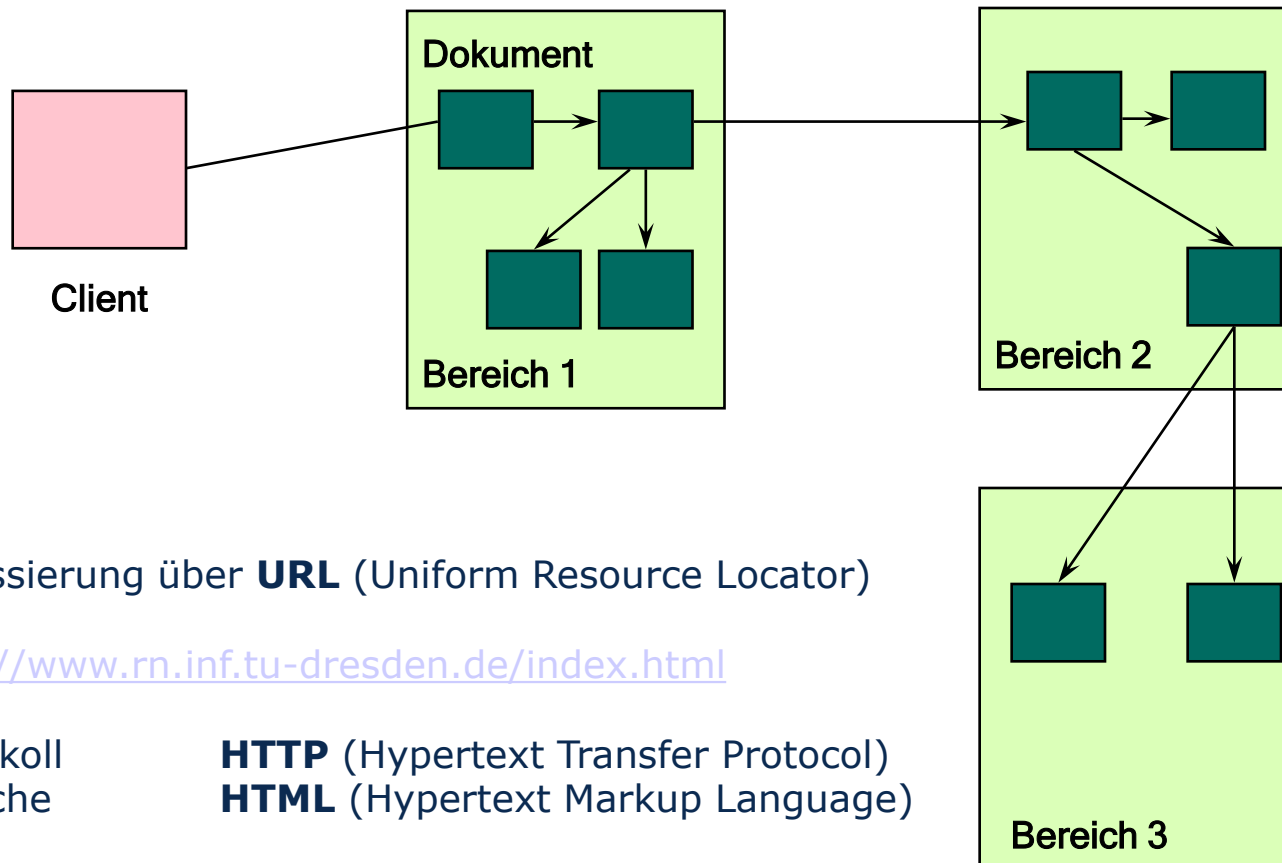 Dokument
Client
Bereich 1
Bereich 2
ssierung über URL (Uniform Resource Locator)
//www.rn.inf.tu-dresden.de/index.html
koll HTTP (Hypertext Transfer Protocol)
che HTML (Hypertext Markup Language)
Bereich 3